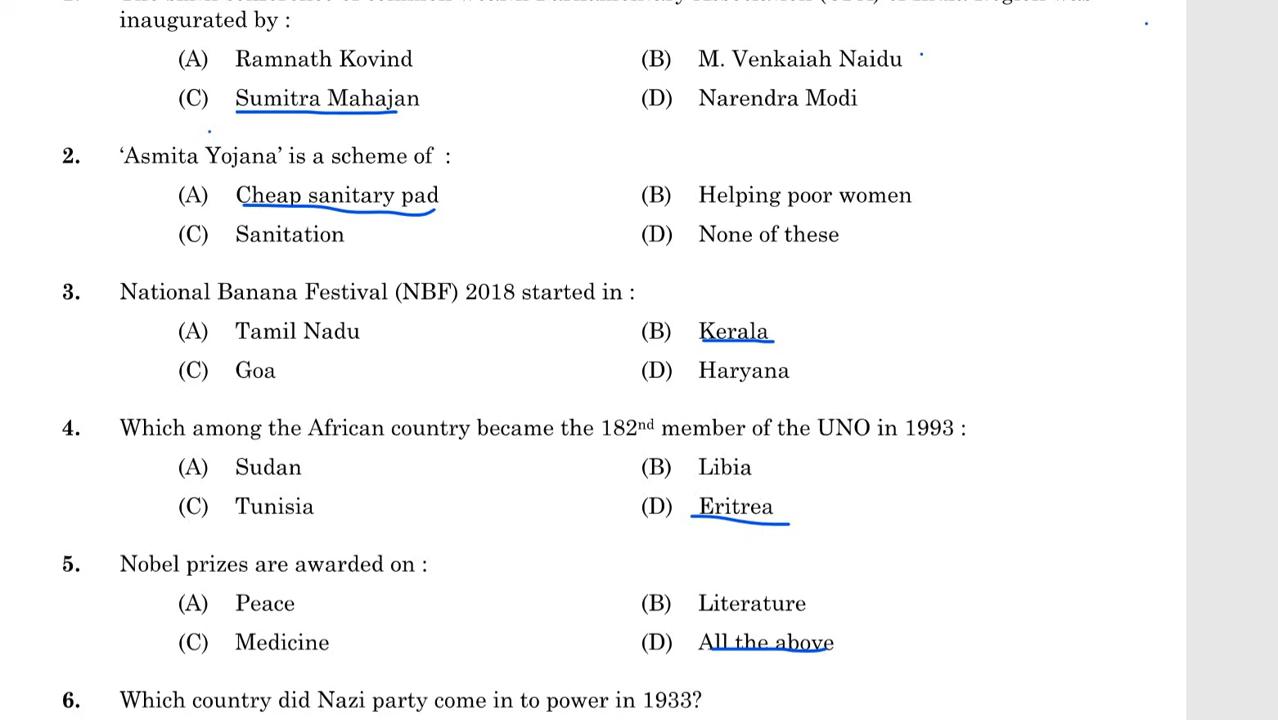 inaugurated by :
(A) Ramnath Kovind (B) M. Venkaiah Naidu
(C) Sumitra Mahajan (D) Narendra Modi
2. ‘Asmita Yojana’ is a scheme of :
(A) Cheap sanitary pad (B) Helping poor women
(C) Sanitation (D) None of these
3. National Banana Festival (NBF) 2018 started in :
(A) Tamil Nadu (B) Kerala
(C) Goa (D) Haryana
4. Which among the African country became the 182nd member of the UNO in 1993 :
(A) Sudan (B) Libia
(C) Tunisia (D) Eritrea
5. Nobel prizes are awarded on :
(A) Peace (B) Literature
(C) Medicine (D) All the above
6. Which country did Nazi party come in to power in 1933?